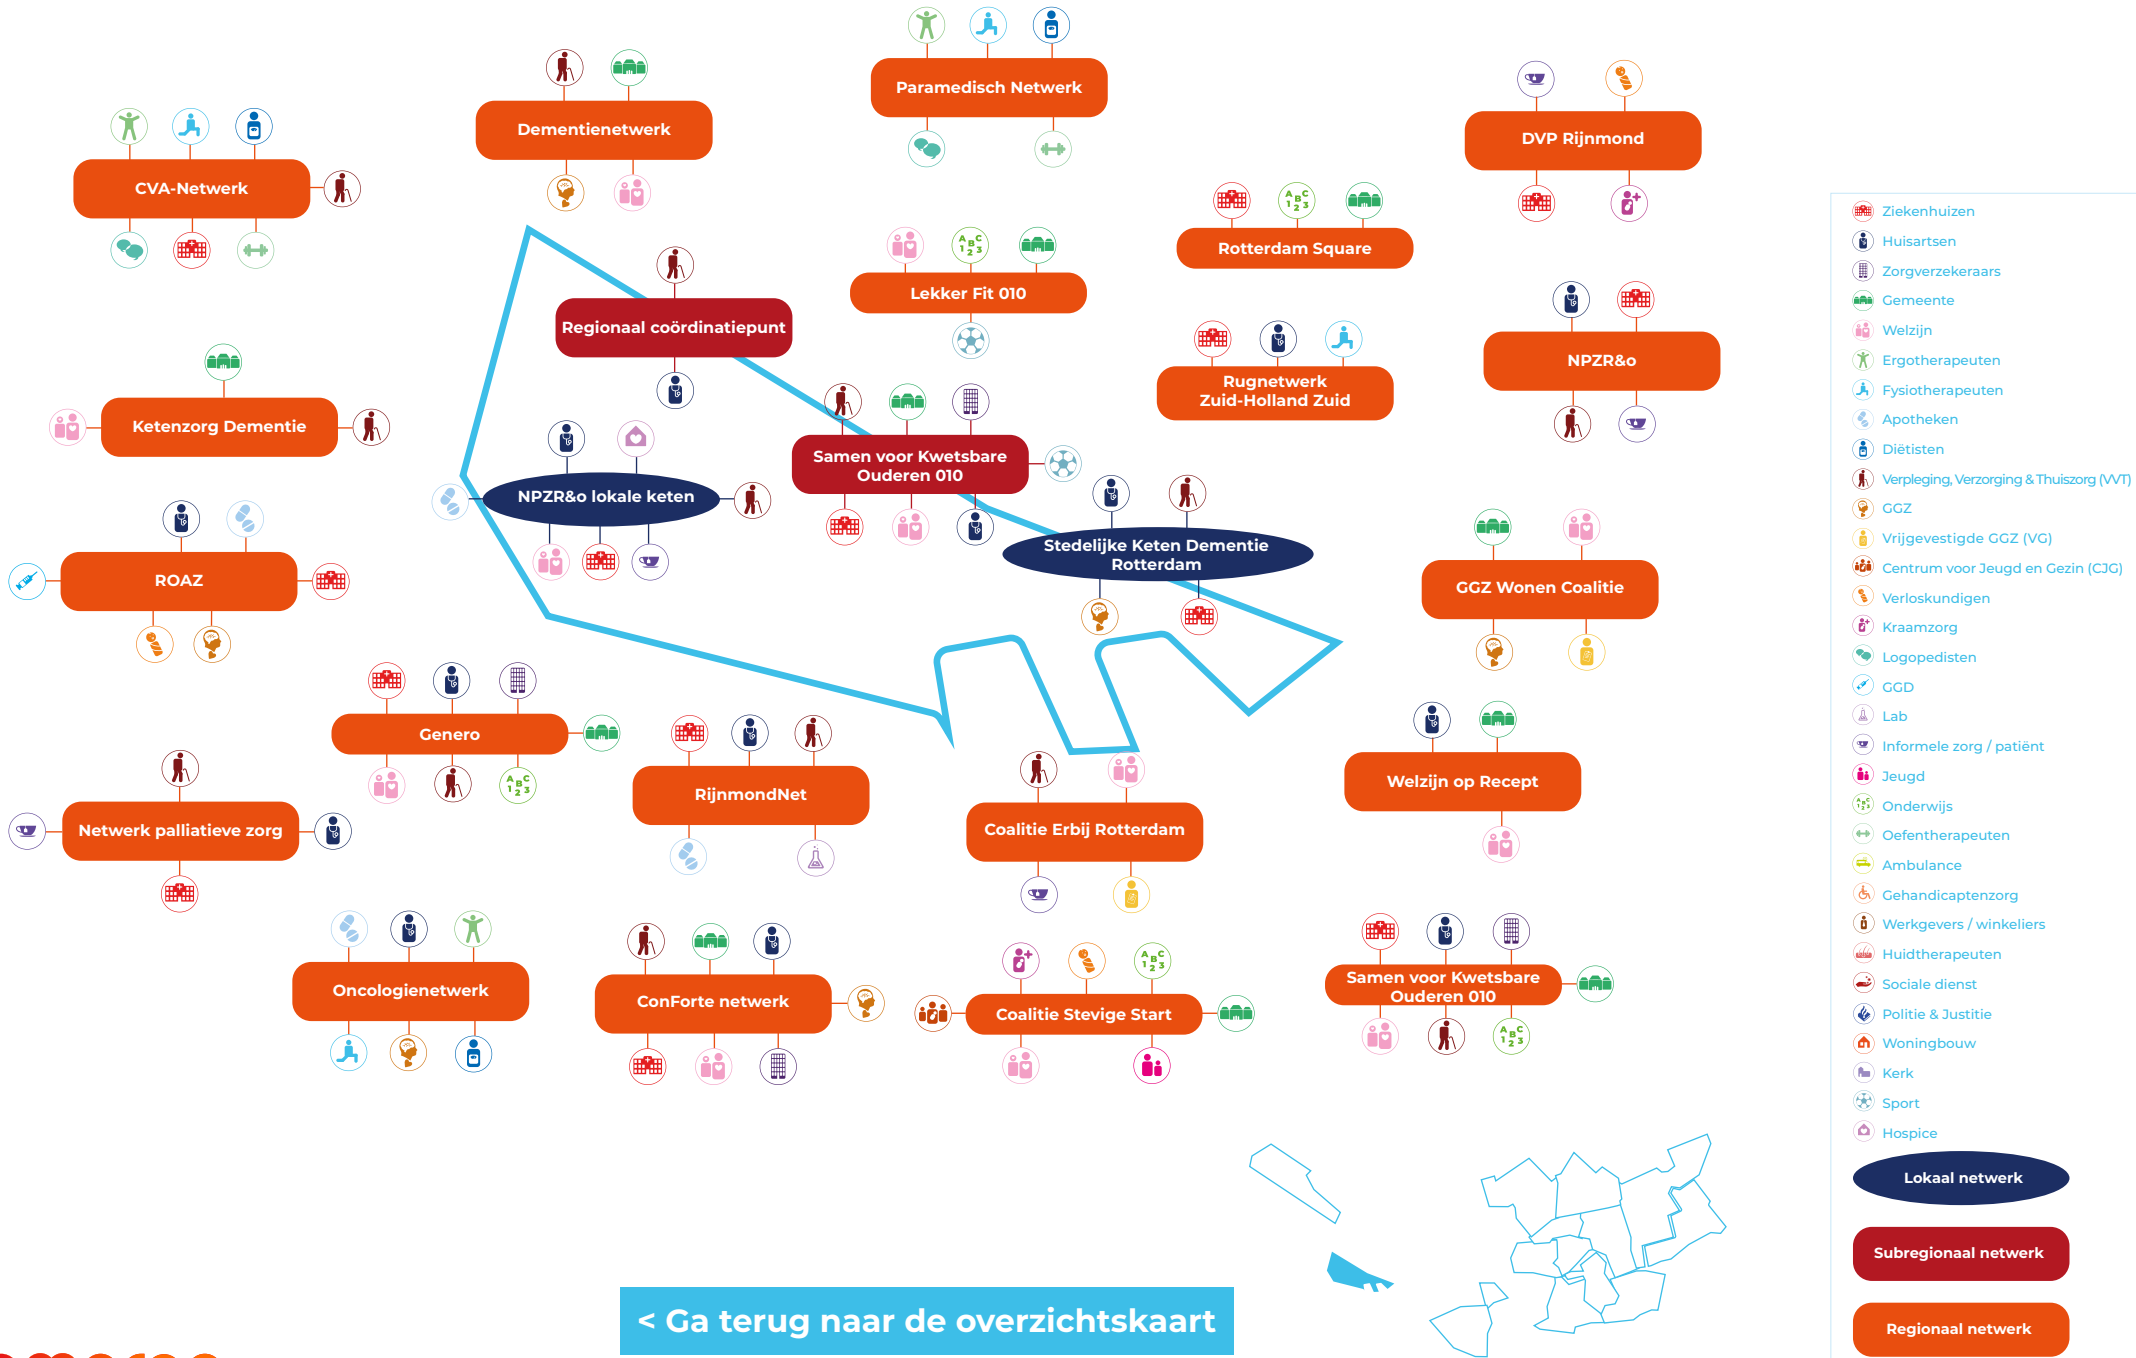 Paramedisch Netwerk
Dementienetwerk
DVP Rijnmond
CVA-Netwerk
Rotterdam Square
Lekker Fit 010
Regionaal coördinatiepunt
NPZR&o
Rugnetwerk
Zuid-Holland Zuid
Ketenzorg Dementie
Samen voor Kwetsbare
Ouderen 010
NPZR&o lokale keten
Stedelijke Keten Dementie
Rotterdam
ROAZ
GGZ Wonen Coalitie
Genero
RijnmondNet
Welzijn op Recept
Netwerk palliatieve zorg
Coalitie Erbij Rotterdam
Oncologienetwerk
ConForte netwerk
Coalitie Stevige Start
Samen voor Kwetsbare
Ouderen 010
Ziekenhuizen
Huisartsen
Zorgverzekeraars
Gemeente
Welzijn
Ergotherapeuten
Fysiotherapeuten
Apotheken
Diëtisten
Verpleging, Verzorging & Thuiszorg (VVT)
GGZ
Vrijgevestigde GGZ (VG)
Centrum voor Jeugd en Gezin (CJG)
Verloskundigen
Kraamzorg
Logopedisten
GGD
Lab
Informele zorg / patiënt
Jeugd
Onderwijs
Oefentherapeuten
Ambulance
Gehandicaptenzorg
Werkgevers / winkeliers
Huidtherapeuten
Sociale dienst
Politie & Justitie
Woningbouw
Kerk
Sport
Hospice
Lokaal netwerk
Subregionaal netwerk
Regionaal netwerk
< Ga terug naar de overzichtskaart